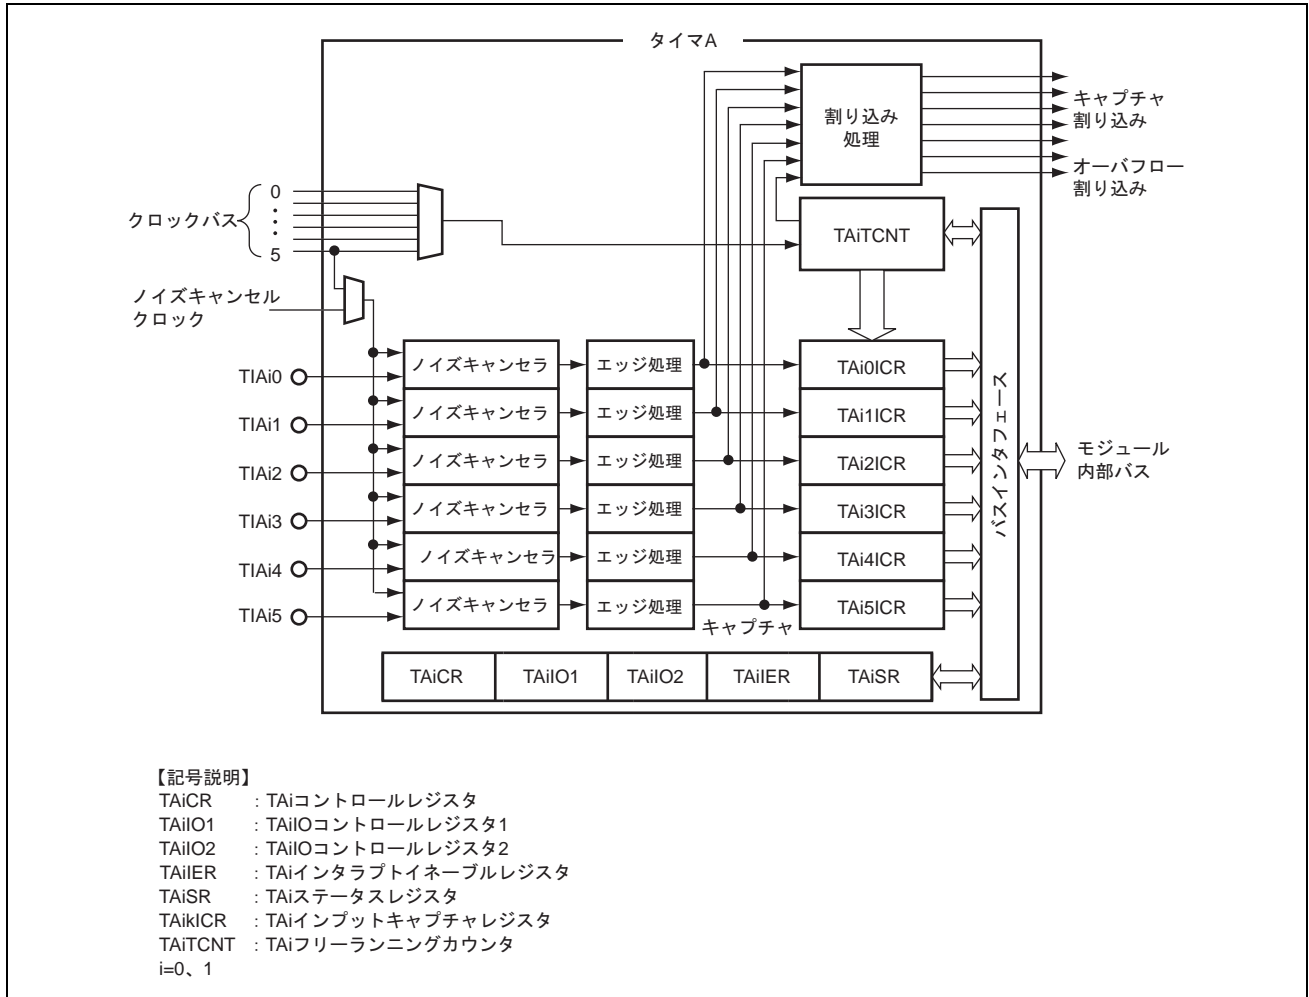 タイマA
割り込み
処理
キャプチャ
割り込み
オーバフロー
割り込み
クロックバス
0
5
TAiTCNT
ノイズキャンセル
クロック
TIAi0
ノイズキャンセラ
エッジ処理
TAi0ICR
TIAi1
ノイズキャンセラ
エッジ処理
TAi1ICR
TIAi2
ノイズキャンセラ
エッジ処理
TAi2ICR
TIAi3
ノイズキャンセラ
エッジ処理
TAi3ICR
TIAi4
ノイズキャンセラ
エッジ処理
TAi4ICR
TIAi5
ノイズキャンセラ
エッジ処理
TAi5ICR
キャプチャ
バスインタフェース
モジュール
内部バス
TAiCR
TAiIO1
TAiIO2
TAiIER
TAiSR
【記号説明】
TAiCR : TAiコントロールレジスタ
TAiIO1 : TAiIOコントロールレジスタ1
TAiIO2 : TAiIOコントロールレジスタ2
TAiIER : TAiインタラプトイネーブルレジスタ
TAiSR : TAiステータスレジスタ
TAikICR : TAiインプットキャプチャレジスタ
TAiTCNT : TAiフリーランニングカウンタ
i=0、1